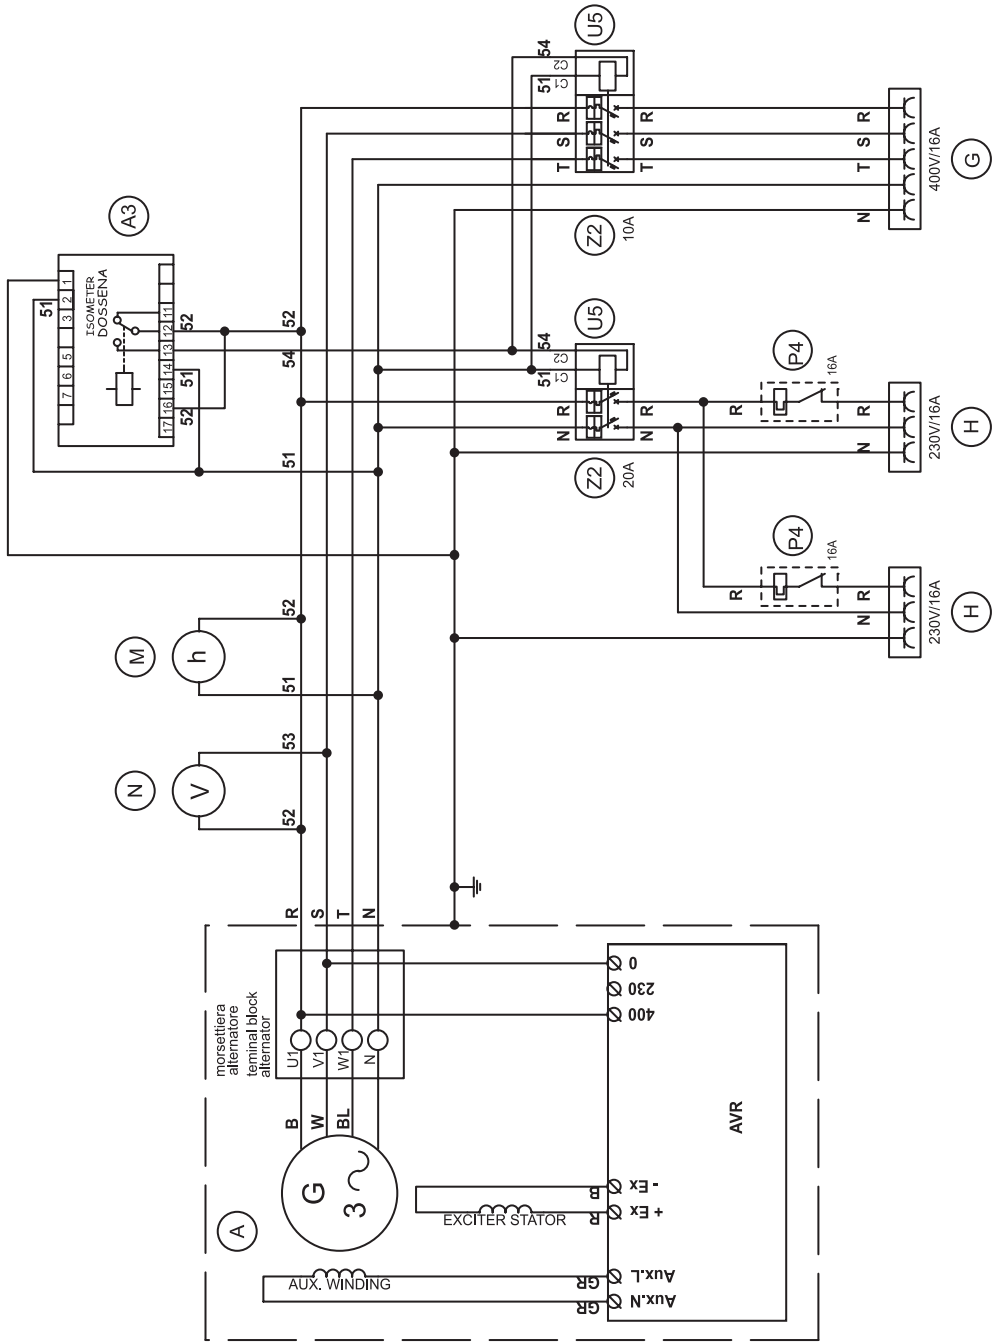 A3
ISOMETER
DOSSENA
1
2
3
5
6
7
51
11
12
13
14
15
16
17
52
51
52
52
54
51
U5
54
51
C2
C1
R
S
T
R
S
T
Z2
10A
R
S
T
N
400V/16A
G
U5
54
51
C2
C1
R
N
R
N
Z2
20A
P4
16A
R
R
N
230V/16A
H
P4
16A
R
R
N
230V/16A
H
M
h
52
51
N
V
53
52
R
S
T
N
morsettiera
alternatore
teminal block
alternator
U1
V1
W1
N
B
W
BL
G
3
A
EXCITER STATOR
AUX. WINDING
0
230
400
AVR
B
- Ex
R
+ Ex
GR
Aux.L
GR
Aux.N